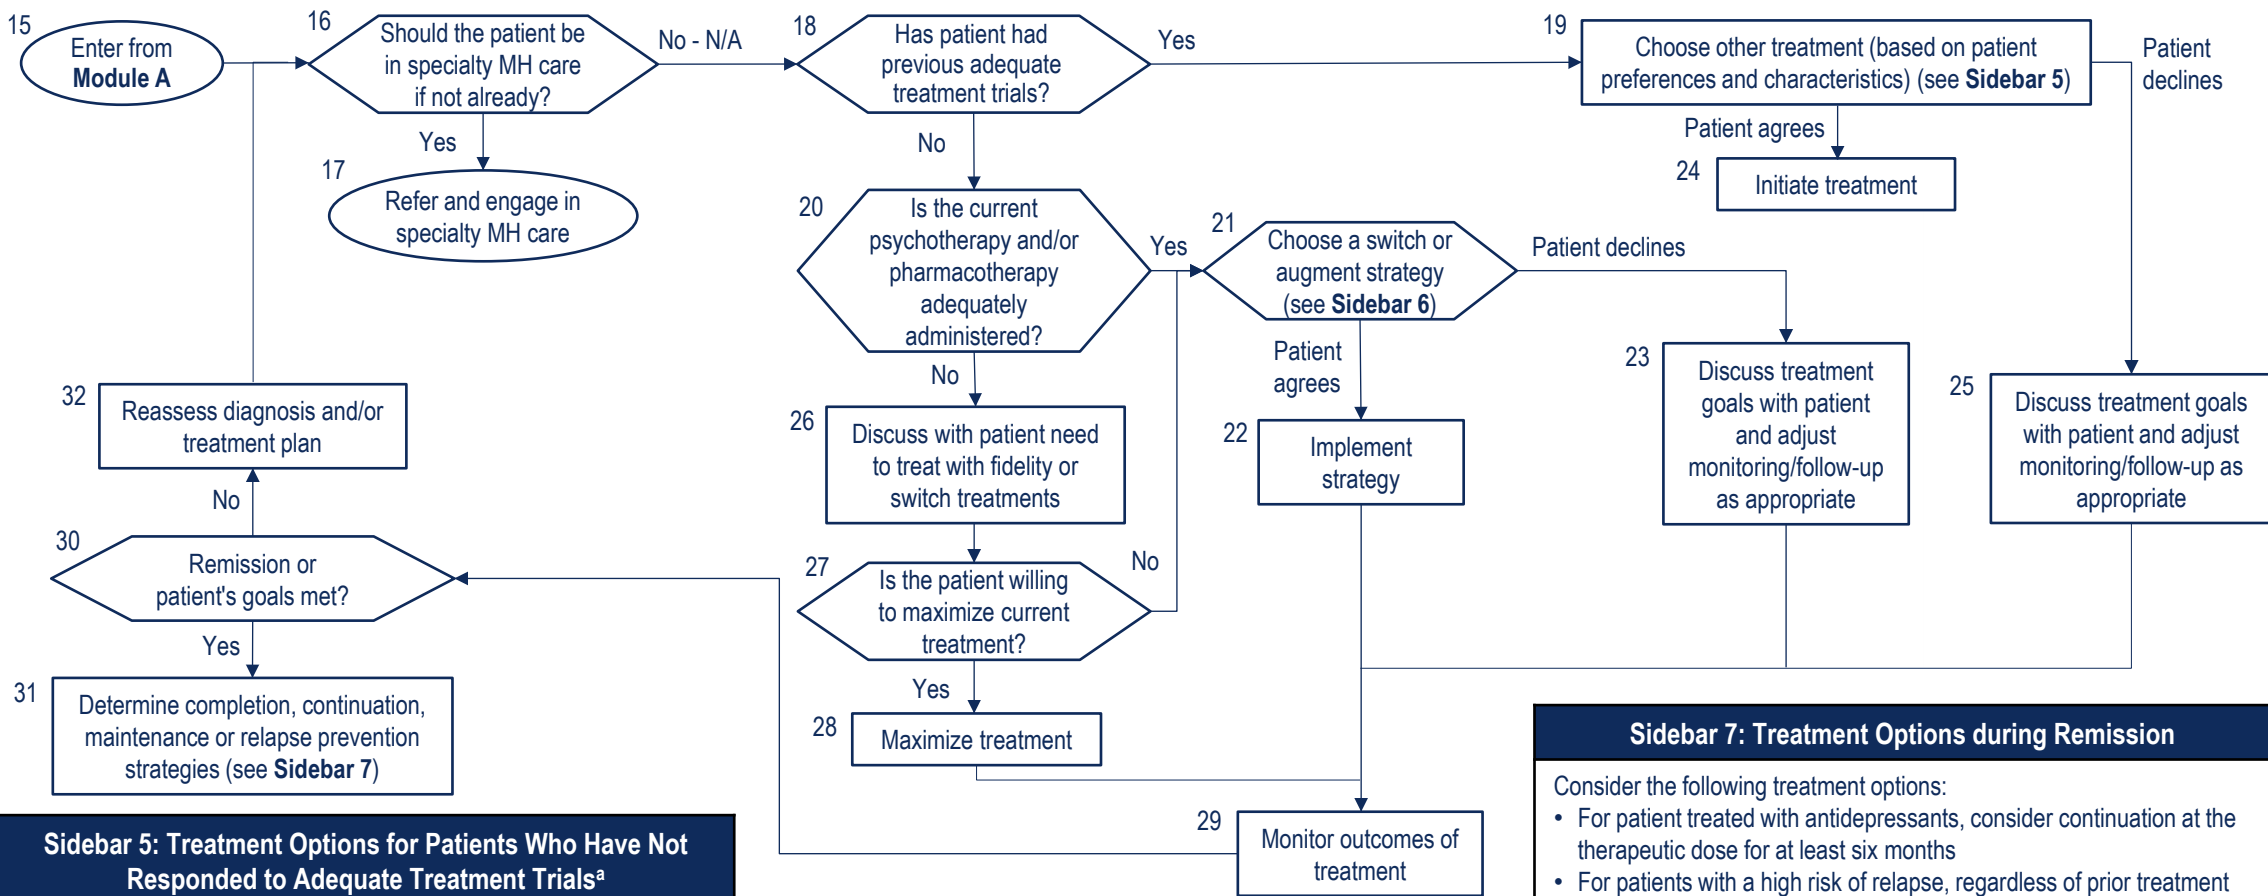 15
Enter from
Module A
16
Should the patient be
in specialty MH care
if not already?
No - N/A
Yes
17
Refer and engage in
specialty MH care
18
Has patient had
previous adequate
treatment trials?
Yes
No
19
Choose other treatment (based on patient
preferences and characteristics) (see Sidebar 5)
Patient
declines
Patient agrees
24
Initiate treatment
20
Is the current
psychotherapy and/or
pharmacotherapy
adequately
administered?
Yes
No
21
Choose a switch or
augment strategy
(see Sidebar 6)
Patient declines
Patient
agrees
22
Implement
strategy
23
Discuss treatment
goals with patient
and adjust
monitoring/follow-up
as appropriate
25
Discuss treatment goals
with patient and adjust
monitoring/follow-up as
appropriate
26
Discuss with patient need
to treat with fidelity or
switch treatments
27
Is the patient willing
to maximize current
treatment?
No
Yes
28
Maximize treatment
29
Monitor outcomes of
treatment
30
Remission or
patient's goals met?
No
Yes
32
Reassess diagnosis and/or
treatment plan
31
Determine completion, continuation,
maintenance or relapse prevention
strategies (see Sidebar 7)
Sidebar 5: Treatment Options for Patients Who Have Not
Responded to Adequate Treatment Trialsᵃ
Sidebar 7: Treatment Options during Remission
Consider the following treatment options:
• For patient treated with antidepressants, consider continuation at the
therapeutic dose for at least six months
• For patients with a high risk of relapse, regardless of prior treatment